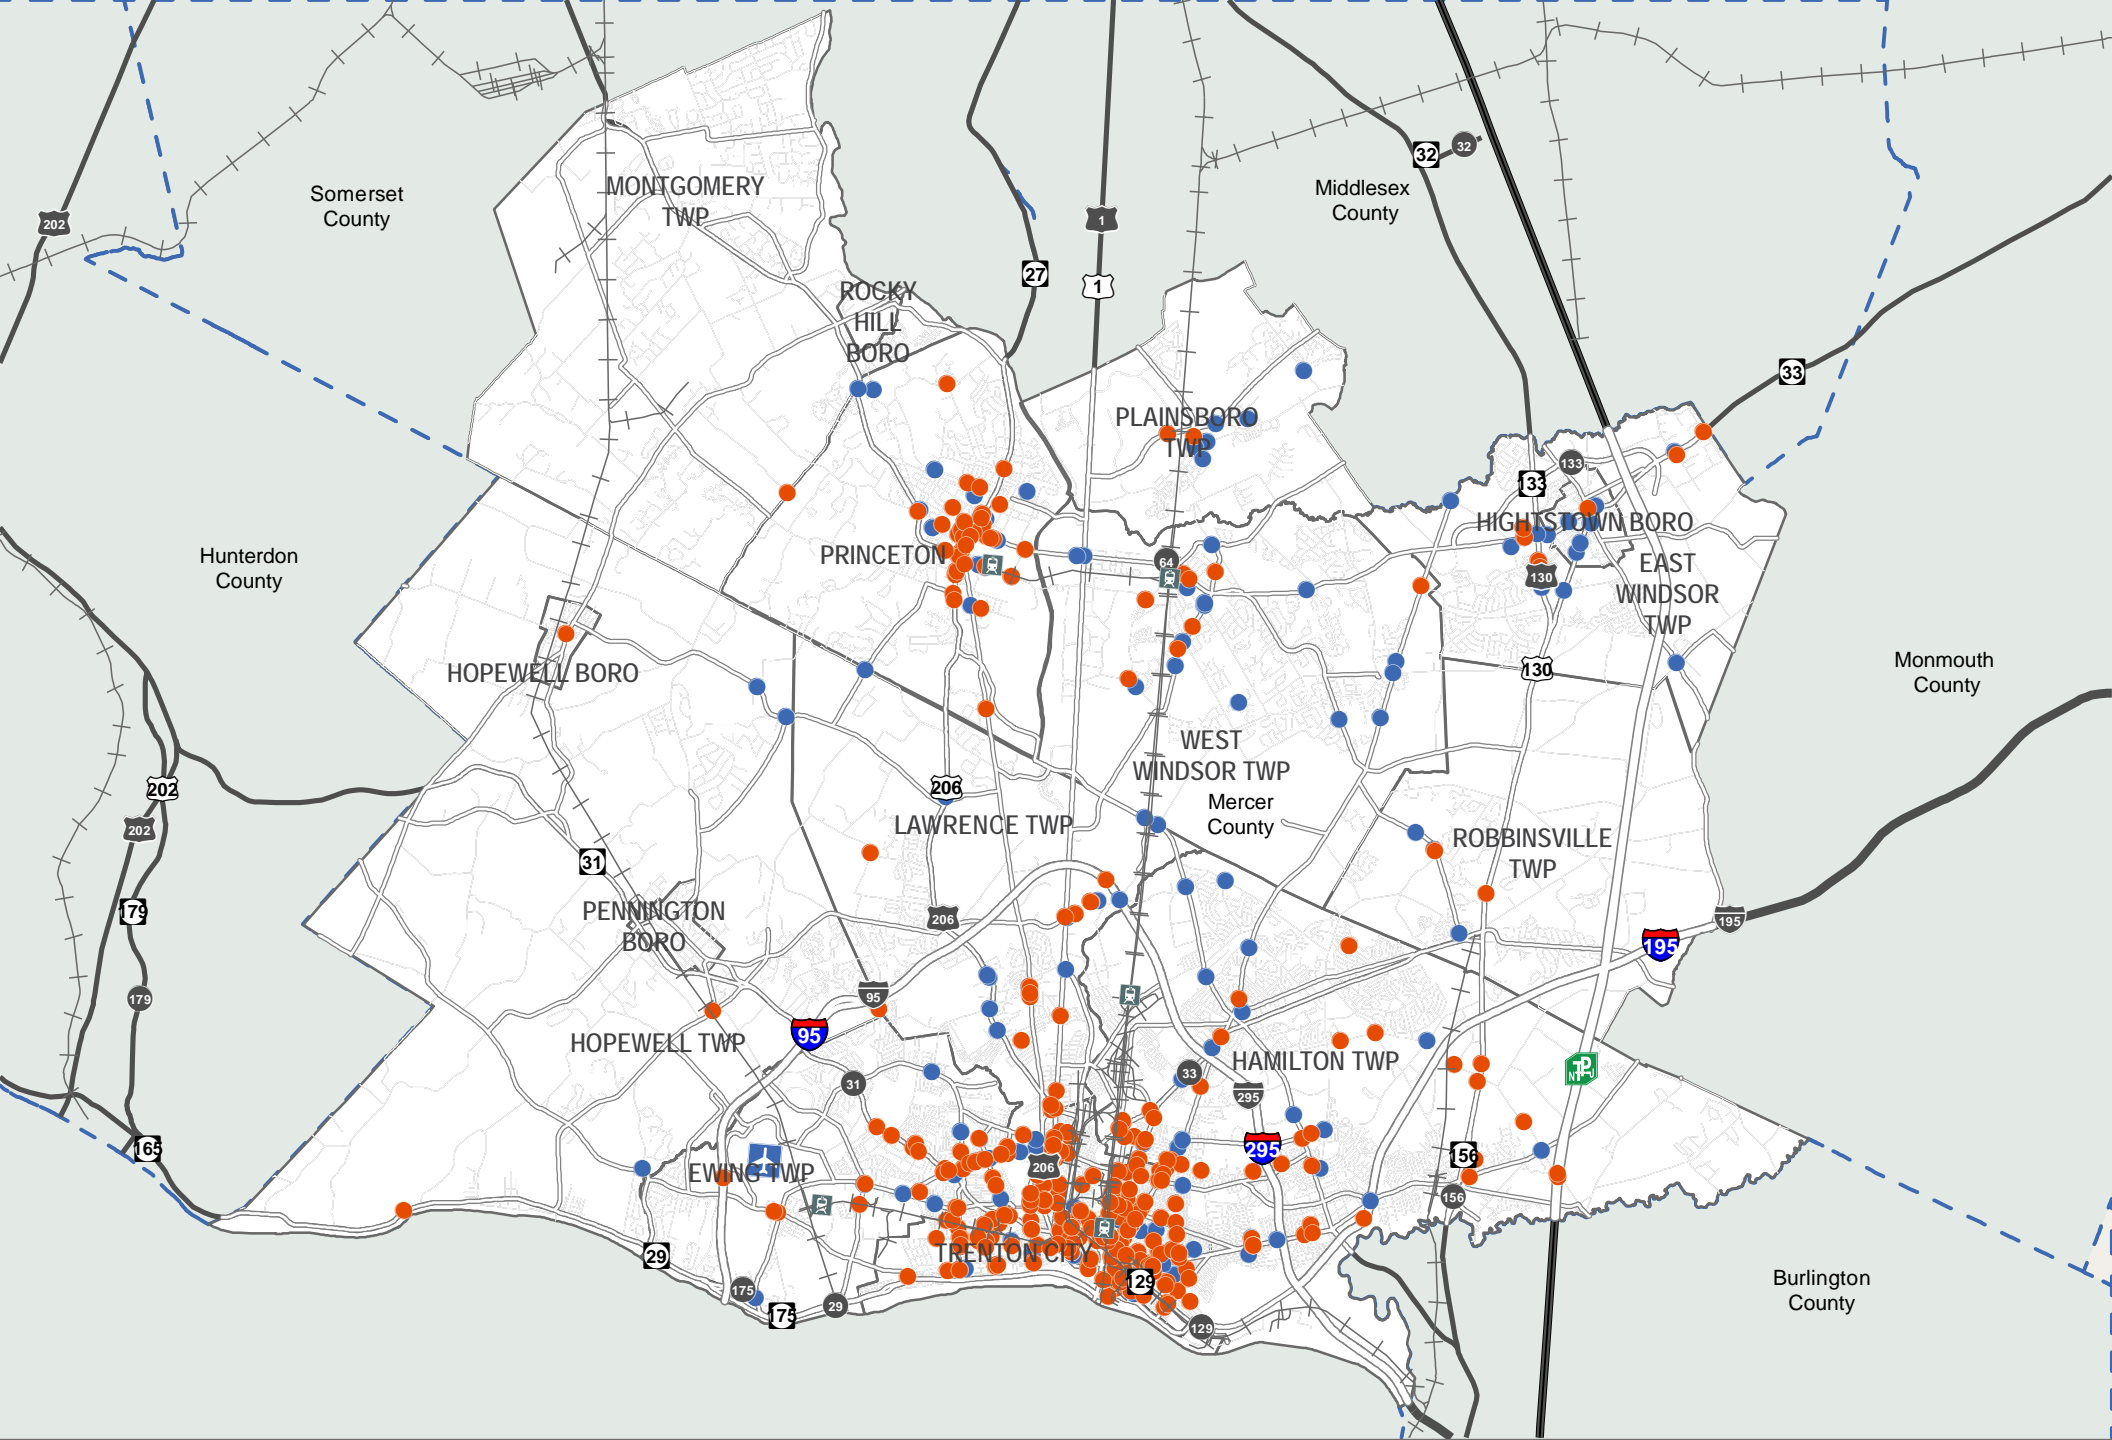 32
32
Somerset
County
MONTGOMERY
TWP
Middlesex
County
202
1
27
1
ROCKY
HILL
BORO
33
PLAINSBORO
TWP
133
133
HIGHTSTOWN BORO
Hunterdon
County
PRINCETON
64
130
EAST
WINDSOR
TWP
HOPEWELL BORO
130
Monmouth
County
WEST
WINDSOR TWP
202
206
Mercer
County
202
LAWRENCE TWP
ROBBINSVILLE
TWP
31
179
PENNINGTON
BORO
206
195
195
179
95
95
HOPEWELL TWP
HAMILTON TWP
NTPJ
31
33
295
165
295
156
EWING TWP
206
156
29
TRENTON CITY
129
Burlington
County
175
175
29
129